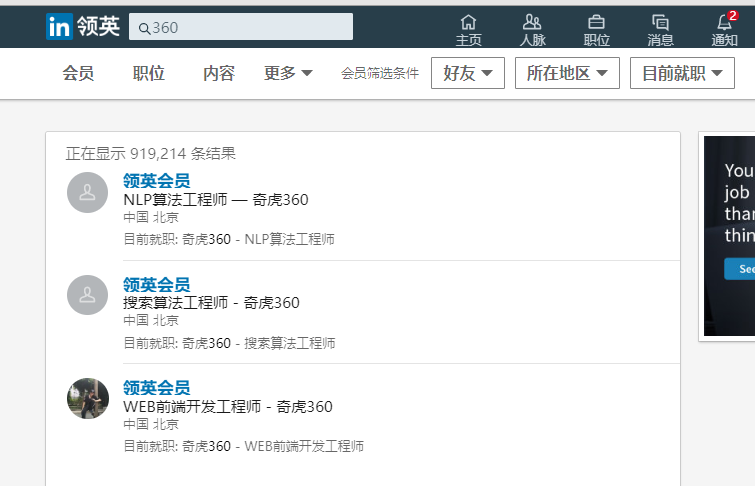 in 领英 360 主页 人脉 职位 消息 通知 2
会员 职位 内容 更多 会员筛选条件 好友 所在地区 目前就职
正在显示 919,214 条结果
领英会员
NLP算法工程师 — 奇虎360
中国 北京
目前就职: 奇虎360 - NLP算法工程师
领英会员
搜索算法工程师 - 奇虎360
中国 北京
目前就职: 奇虎360 - 搜索算法工程师
领英会员
WEB前端开发工程师 - 奇虎360
中国 北京
目前就职: 奇虎360 - WEB前端开发工程师
You
job
than
thin
See